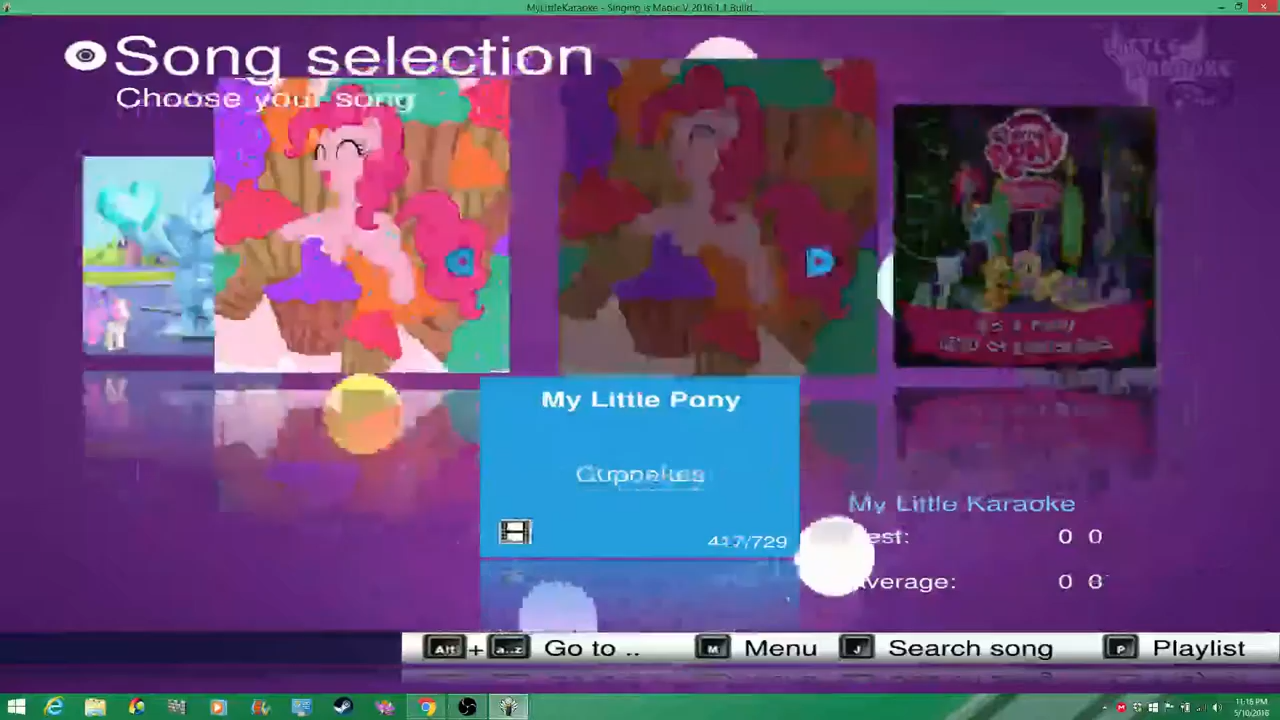 MyLittleKaraoke - Singing is Magic V 2016.1.1 Build...
Song selection
Choose your song
LITTLE
KARAOKE
My Little Pony
417/729
My Little Karaoke
est:
0 0
verage:
0
Alt + a...z Go to ..
M Menu
J Search song
P Playlist
11:16 PM
5/10/2016